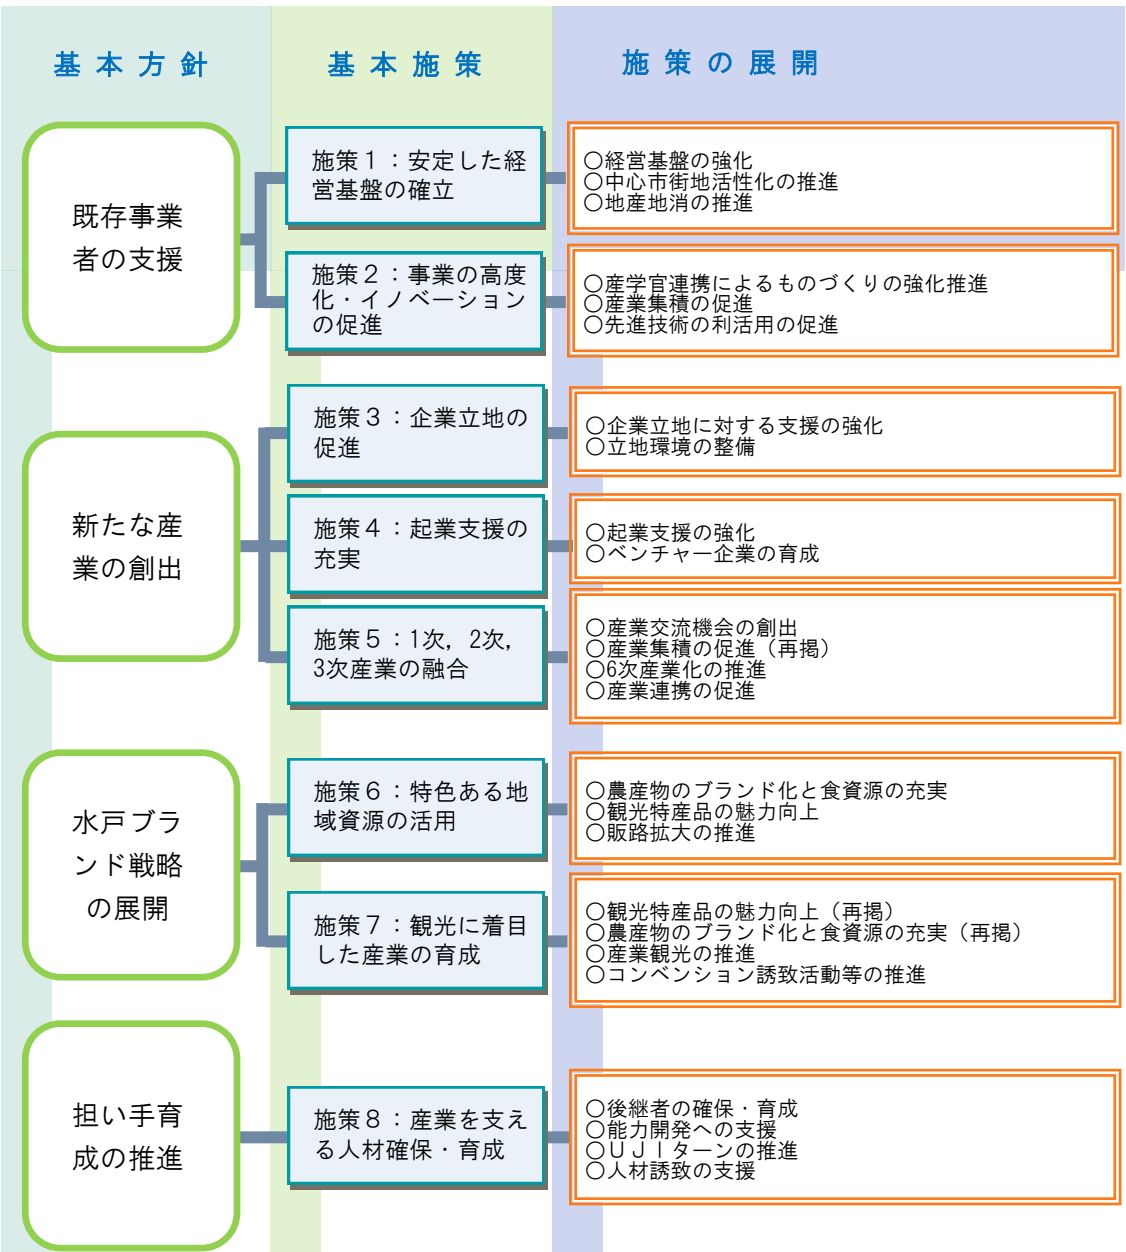 基本方針
基本施策
施策の展開
既存事業
者の支援
施策１：安定した経
営基盤の確立
○経営基盤の強化
○中心市街地活性化の推進
○地産地消の推進
施策２：事業の高度
化・イノベーション
の促進
○産学官連携によるものづくりの強化推進
○産業集積の促進
○先進技術の利活用の促進
新たな産
業の創出
施策３：企業立地の
促進
○企業立地に対する支援の強化
○立地環境の整備
施策４：起業支援の
充実
○起業支援の強化
○ベンチャー企業の育成
施策５：1次，2次，
3次産業の融合
○産業交流機会の創出
○産業集積の促進（再掲）
○6次産業化の推進
○産業連携の促進
水戸ブラ
ンド戦略
の展開
施策６：特色ある地
域資源の活用
○農産物のブランド化と食資源の充実
○観光特産品の魅力向上
○販路拡大の推進
施策７：観光に着目
した産業の育成
○観光特産品の魅力向上（再掲）
○農産物のブランド化と食資源の充実（再掲）
○産業観光の推進
○コンベンション誘致活動等の推進
担い手育
成の推進
施策８：産業を支え
る人材確保・育成
○後継者の確保・育成
○能力開発への支援
○ＵＪＩターンの推進
○人材誘致の支援